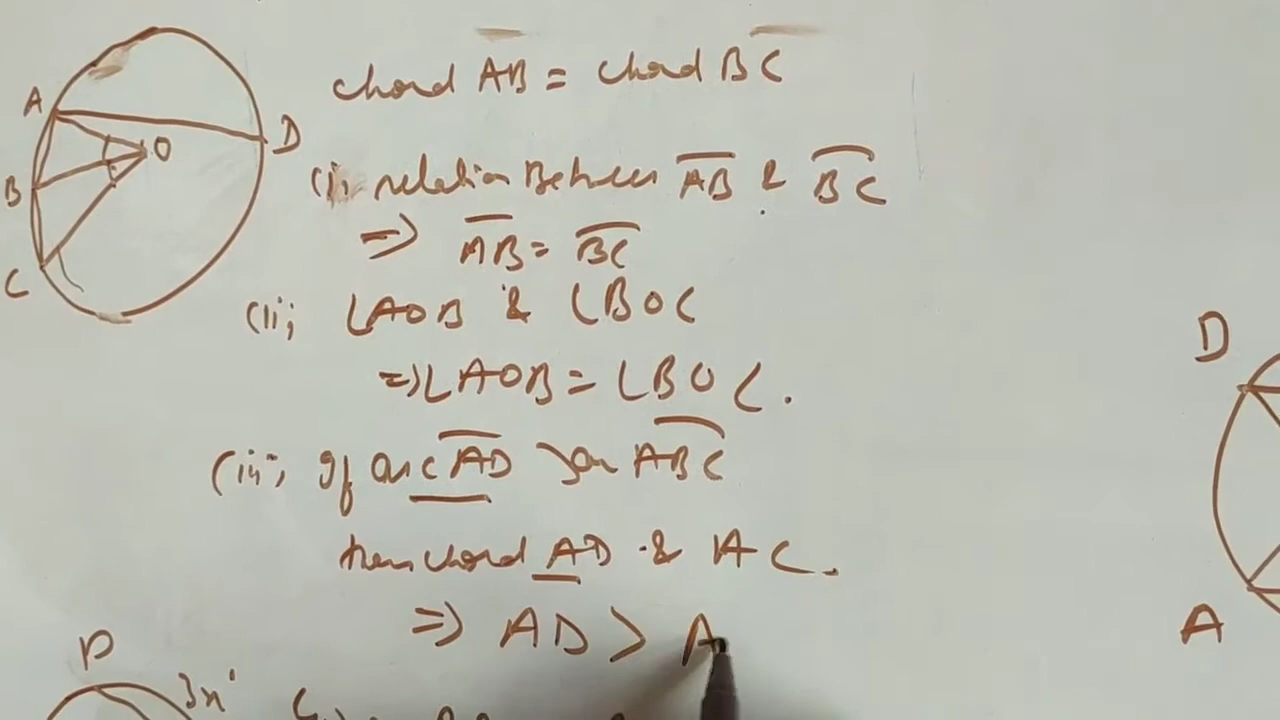 chord AB = chord BC
A
O
D
B
C
(i) relation Between AB & BC
⇒ AB = BC
(ii) ∠AOB & ∠BOC
⇒ ∠AOB = ∠BOC.
(iii) If arc AD > arc ABC
then chord AD & AC.
⇒ AD > A
D
A
P
3x°